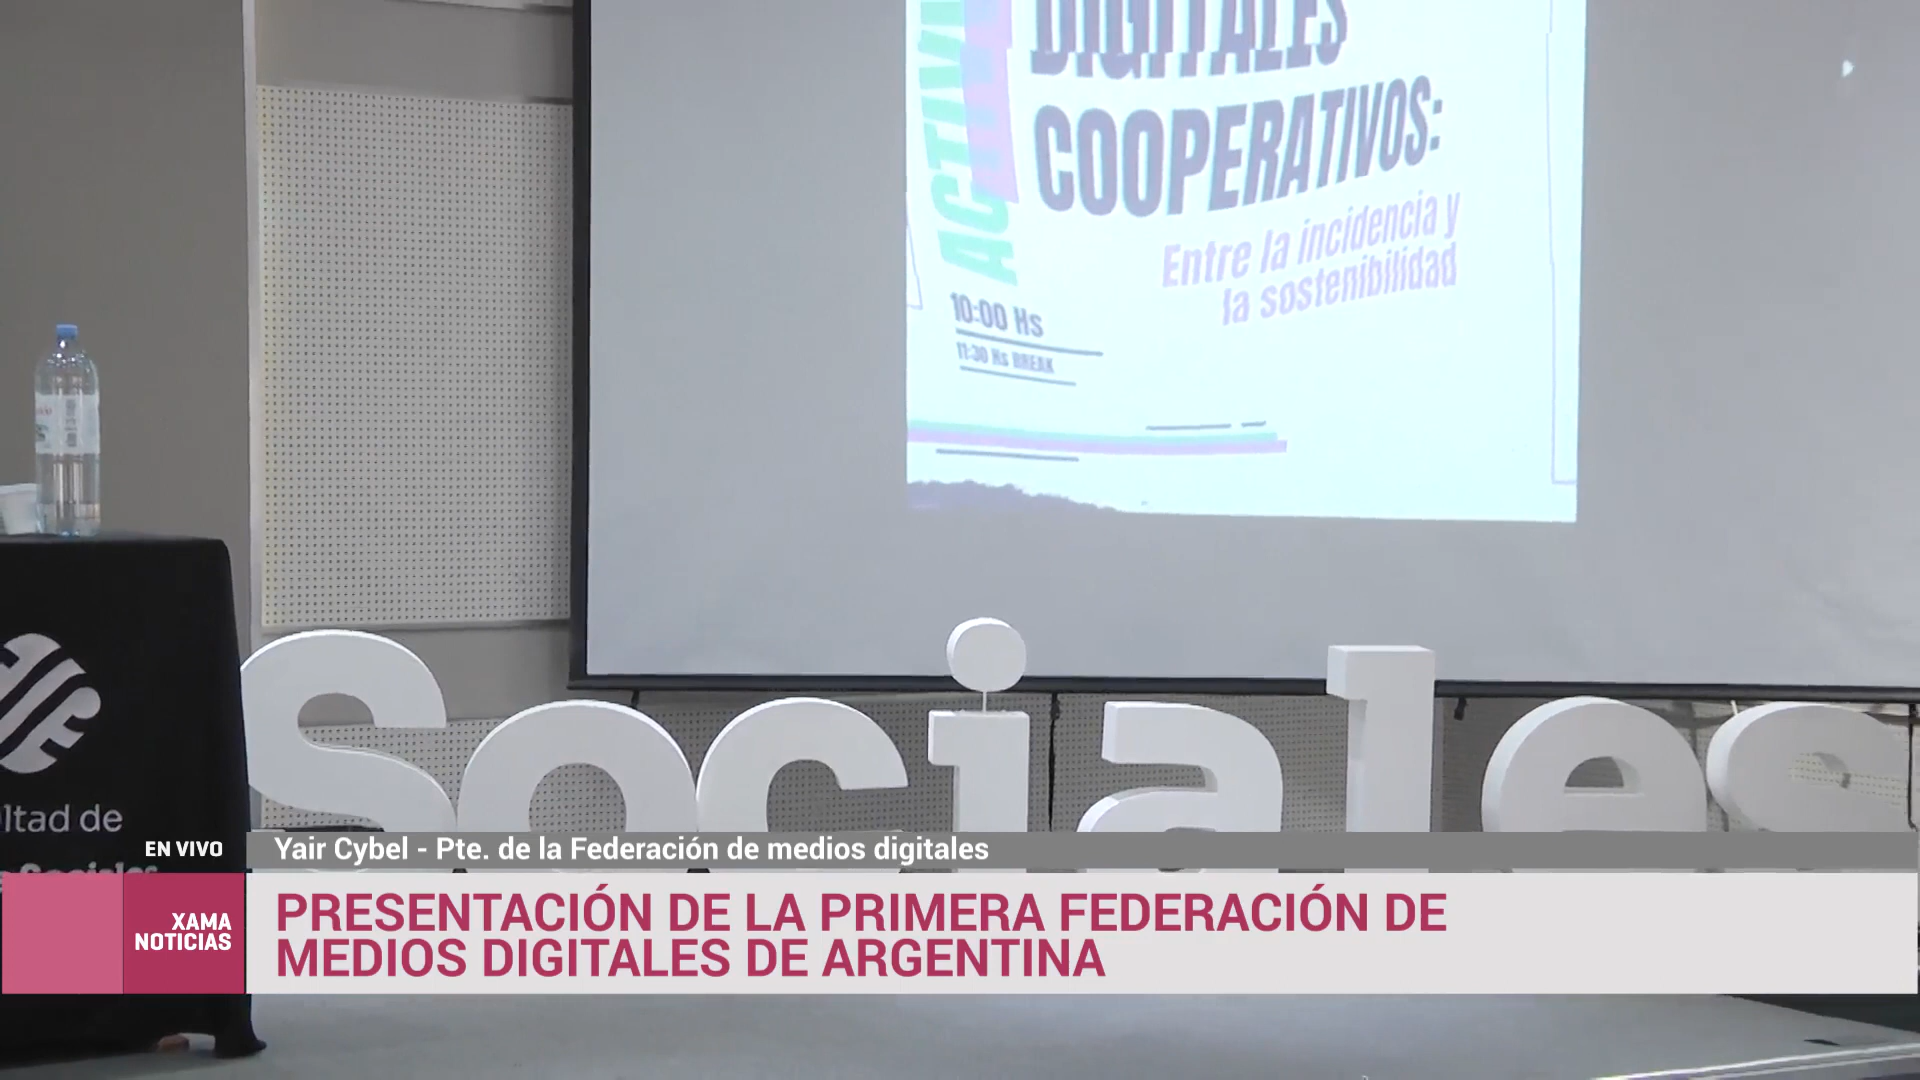 DIGITALES
COOPERATIVOS:
Entre la incidencia y
la sostenibilidad
10:00 Hs
11:30 Hs BREAK
Sociales
ltad de
EN VIVO
Yair Cybel - Pte. de la Federación de medios digitales
XAMA
NOTICIAS
PRESENTACIÓN DE LA PRIMERA FEDERACIÓN DE
MEDIOS DIGITALES DE ARGENTINA